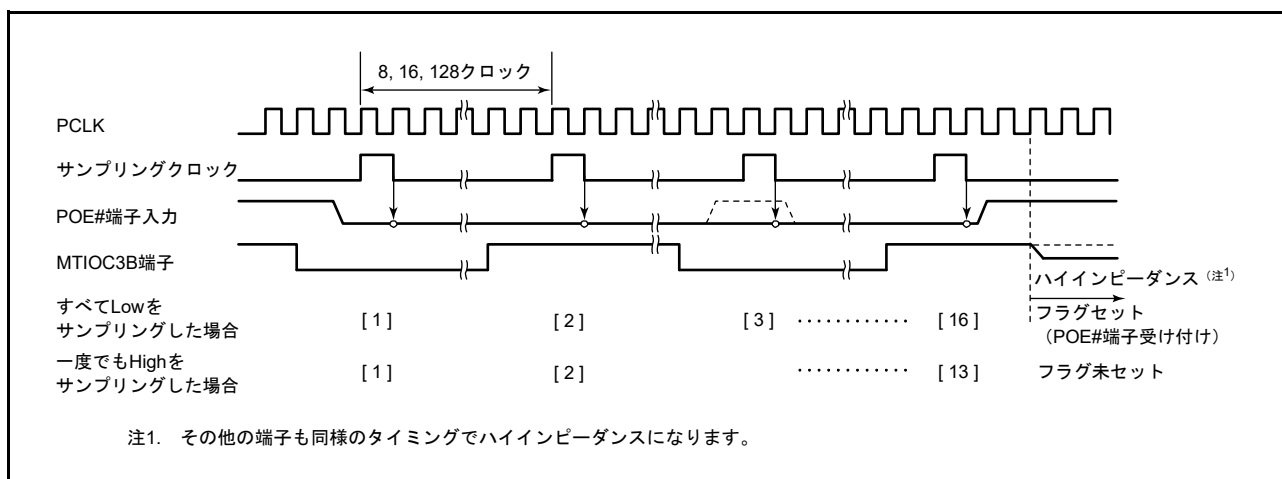 8, 16, 128クロック
PCLK
サンプリングクロック
POE#端子入力
MTIOC3B端子
ハイインピーダンス（注1）
すべてLowを
サンプリングした場合
[ 1 ]
[ 2 ]
[ 3 ]
............
[ 16 ]
フラグセット
（POE#端子受け付け）
一度でもHighを
サンプリングした場合
[ 1 ]
[ 2 ]
............
[ 13 ]
フラグ未セット
注1. その他の端子も同様のタイミングでハイインピーダンスになります。